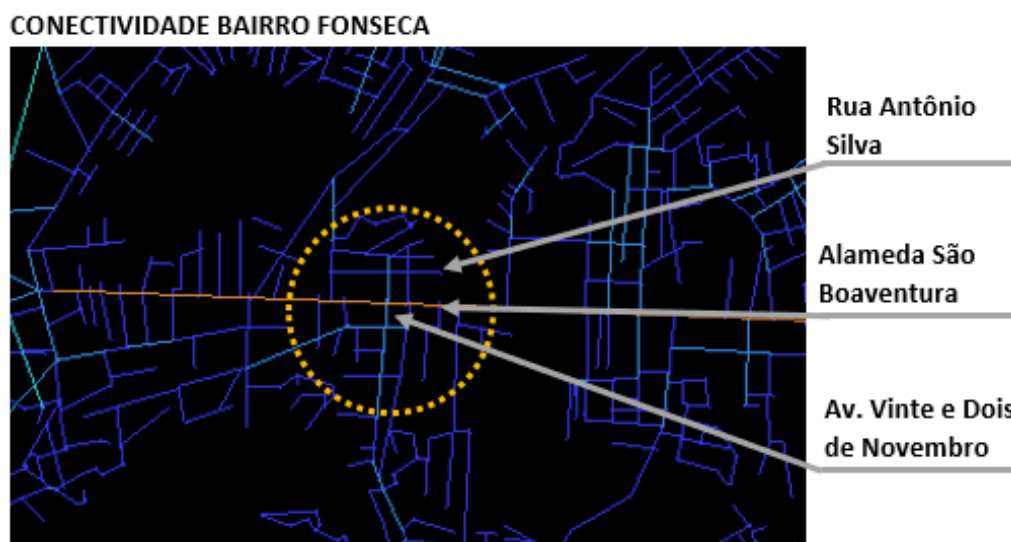 CONECTIVIDADE BAIRRO FONSECA
Rua Antônio
Silva
Alameda São
Boaventura
Av. Vinte e Dois
de Novembro